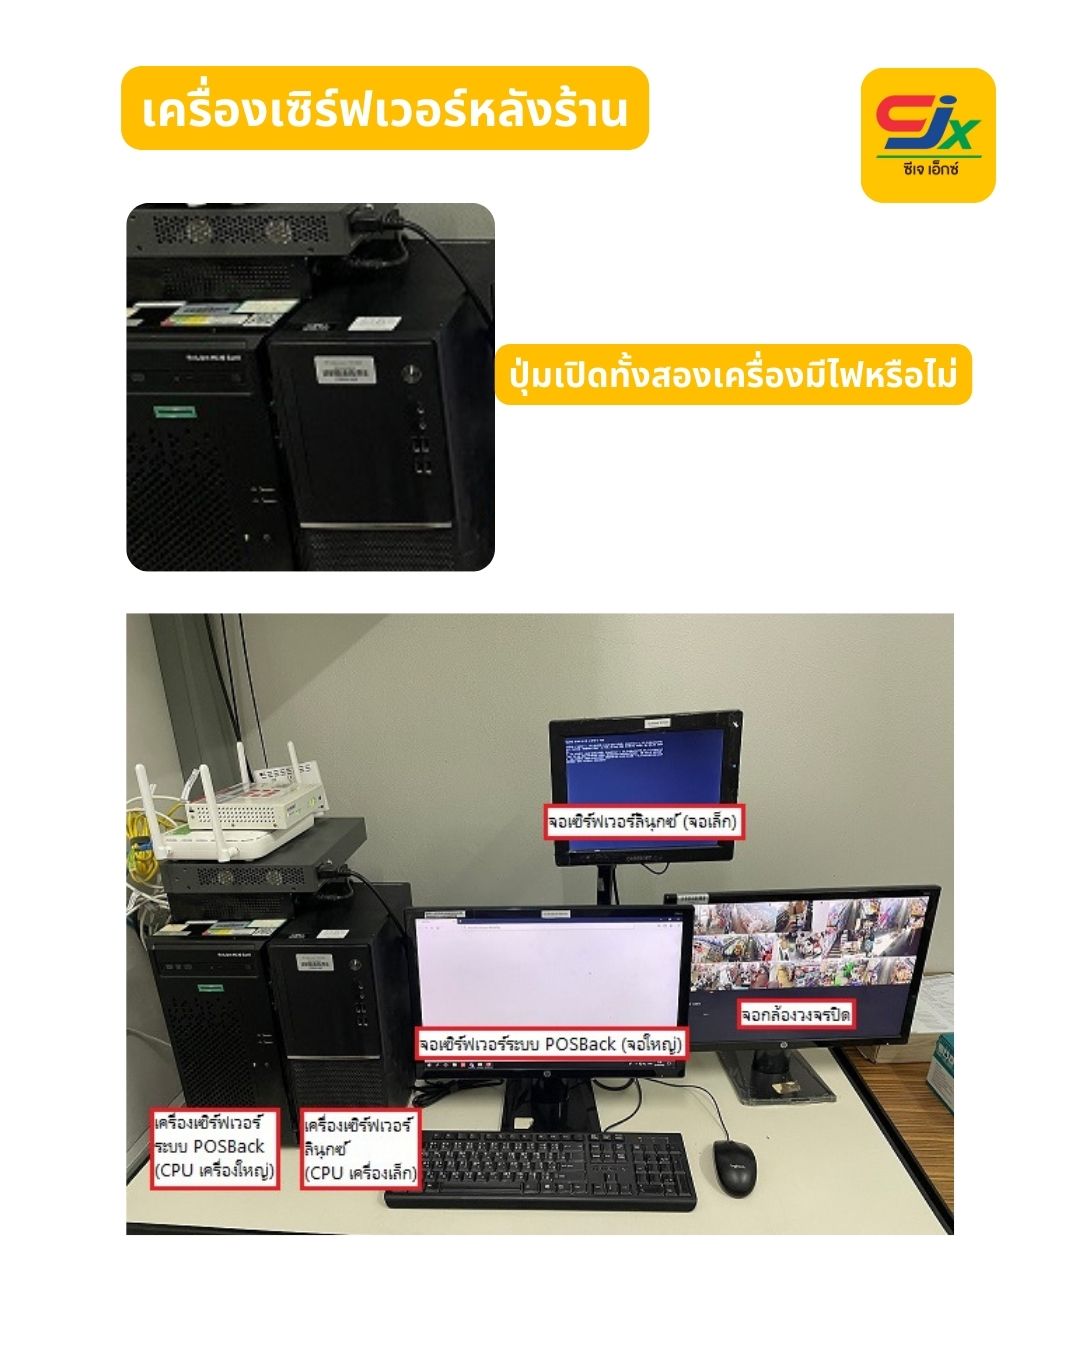 เครื่องเซิร์ฟเวอร์หลังร้าน
CJx
ซีเจ เอ็กซ์
ปุ่มเปิดทั้งสองเครื่องมีไฟหรือไม่
จอเซิร์ฟเวอร์ลินุกซ์ (จอเล็ก)
จอกล้องวงจรปิด
จอเซิร์ฟเวอร์ระบบ POSBack (จอใหญ่)
เครื่องเซิร์ฟเวอร์
ระบบ POSBack
(CPU เครื่องใหญ่)
เครื่องเซิร์ฟเวอร์
ลินุกซ์
(CPU เครื่องเล็ก)